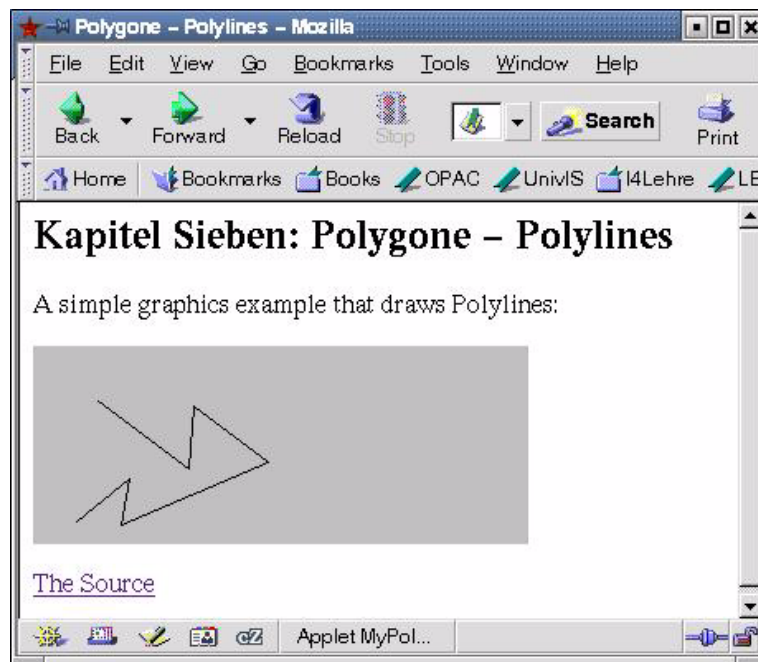 Polygone – Polylines – Mozilla
File Edit View Go Bookmarks Tools Window Help
Back Forward Reload Stop Search Print
Home Bookmarks Books OPAC UnivIS I4Lehre LE
Kapitel Sieben: Polygone – Polylines
A simple graphics example that draws Polylines:
The Source
Applet MyPol...